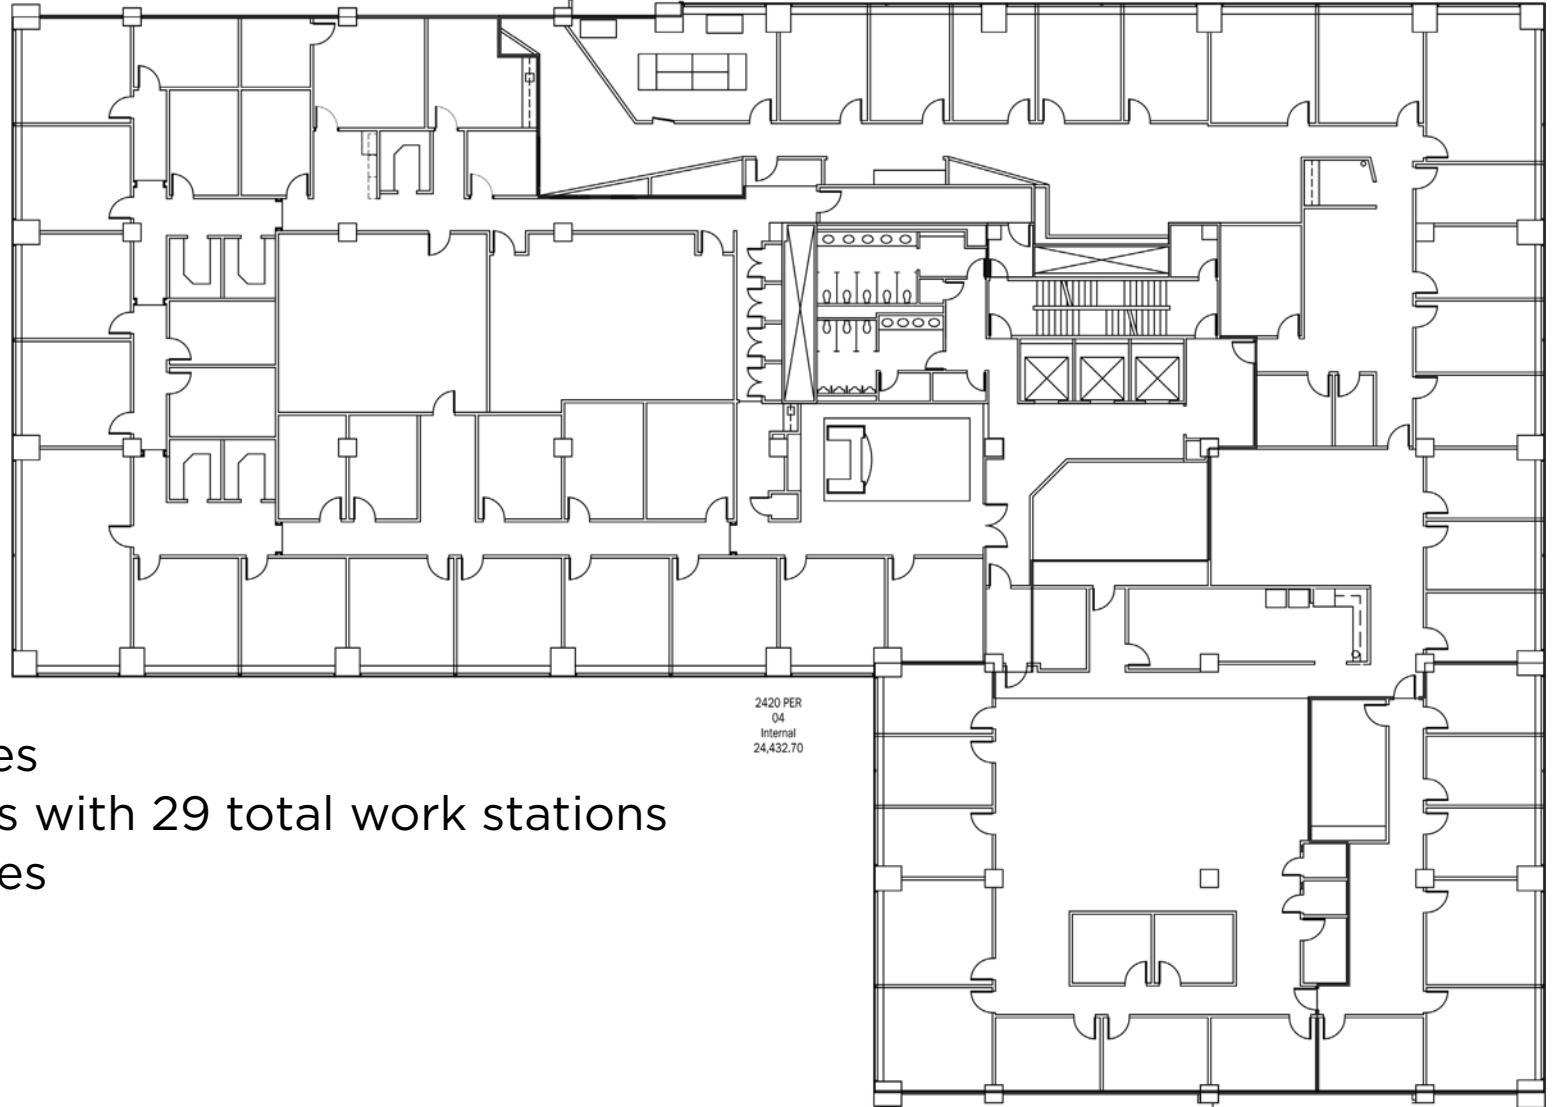 2420 PER
04
Internal
24,432.70
es
s with 29 total work stations
es